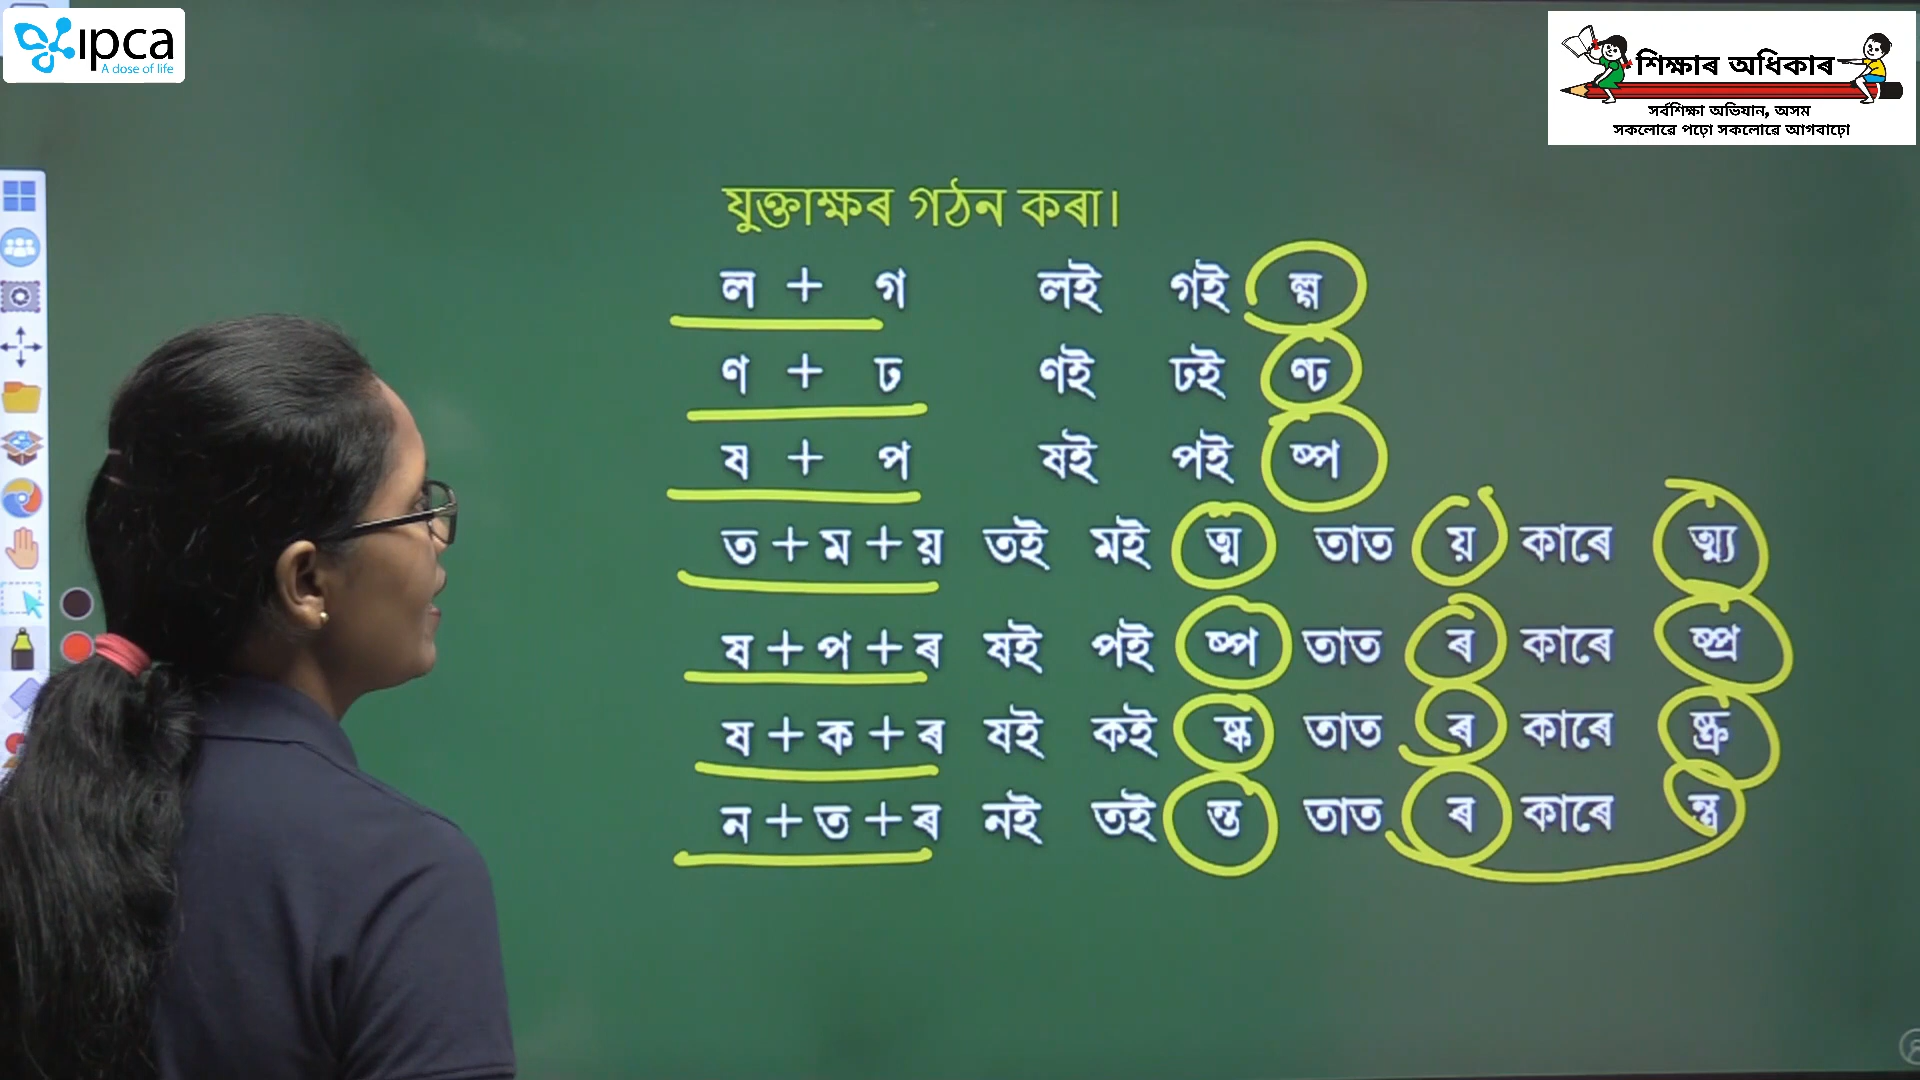 ipca
A dose of life
শিক্ষাৰ অধিকাৰ
সৰ্বশিক্ষা অভিযান, অসম
সকলোৱে পঢ়ো সকলোৱে আগবাঢ়ো
যুক্তাক্ষৰ গঠন কৰা।
ল + গ লই গই ল্গ
ণ + ঢ ণই ঢই ণ্ঢ
ষ + প ষই পই ষ্প
ত + ম + য় তই মই ত্ম তাত য় কাৰে ত্ম্য
ষ + প + ৰ ষই পই ষ্প তাত ৰ কাৰে ষ্প্ৰ
ষ + ক + ৰ ষই কই ষ্ক তাত ৰ কাৰে ষ্ক্ৰ
ন + ত + ৰ নই তই ন্ত তাত ৰ কাৰে ন্ত্ৰ